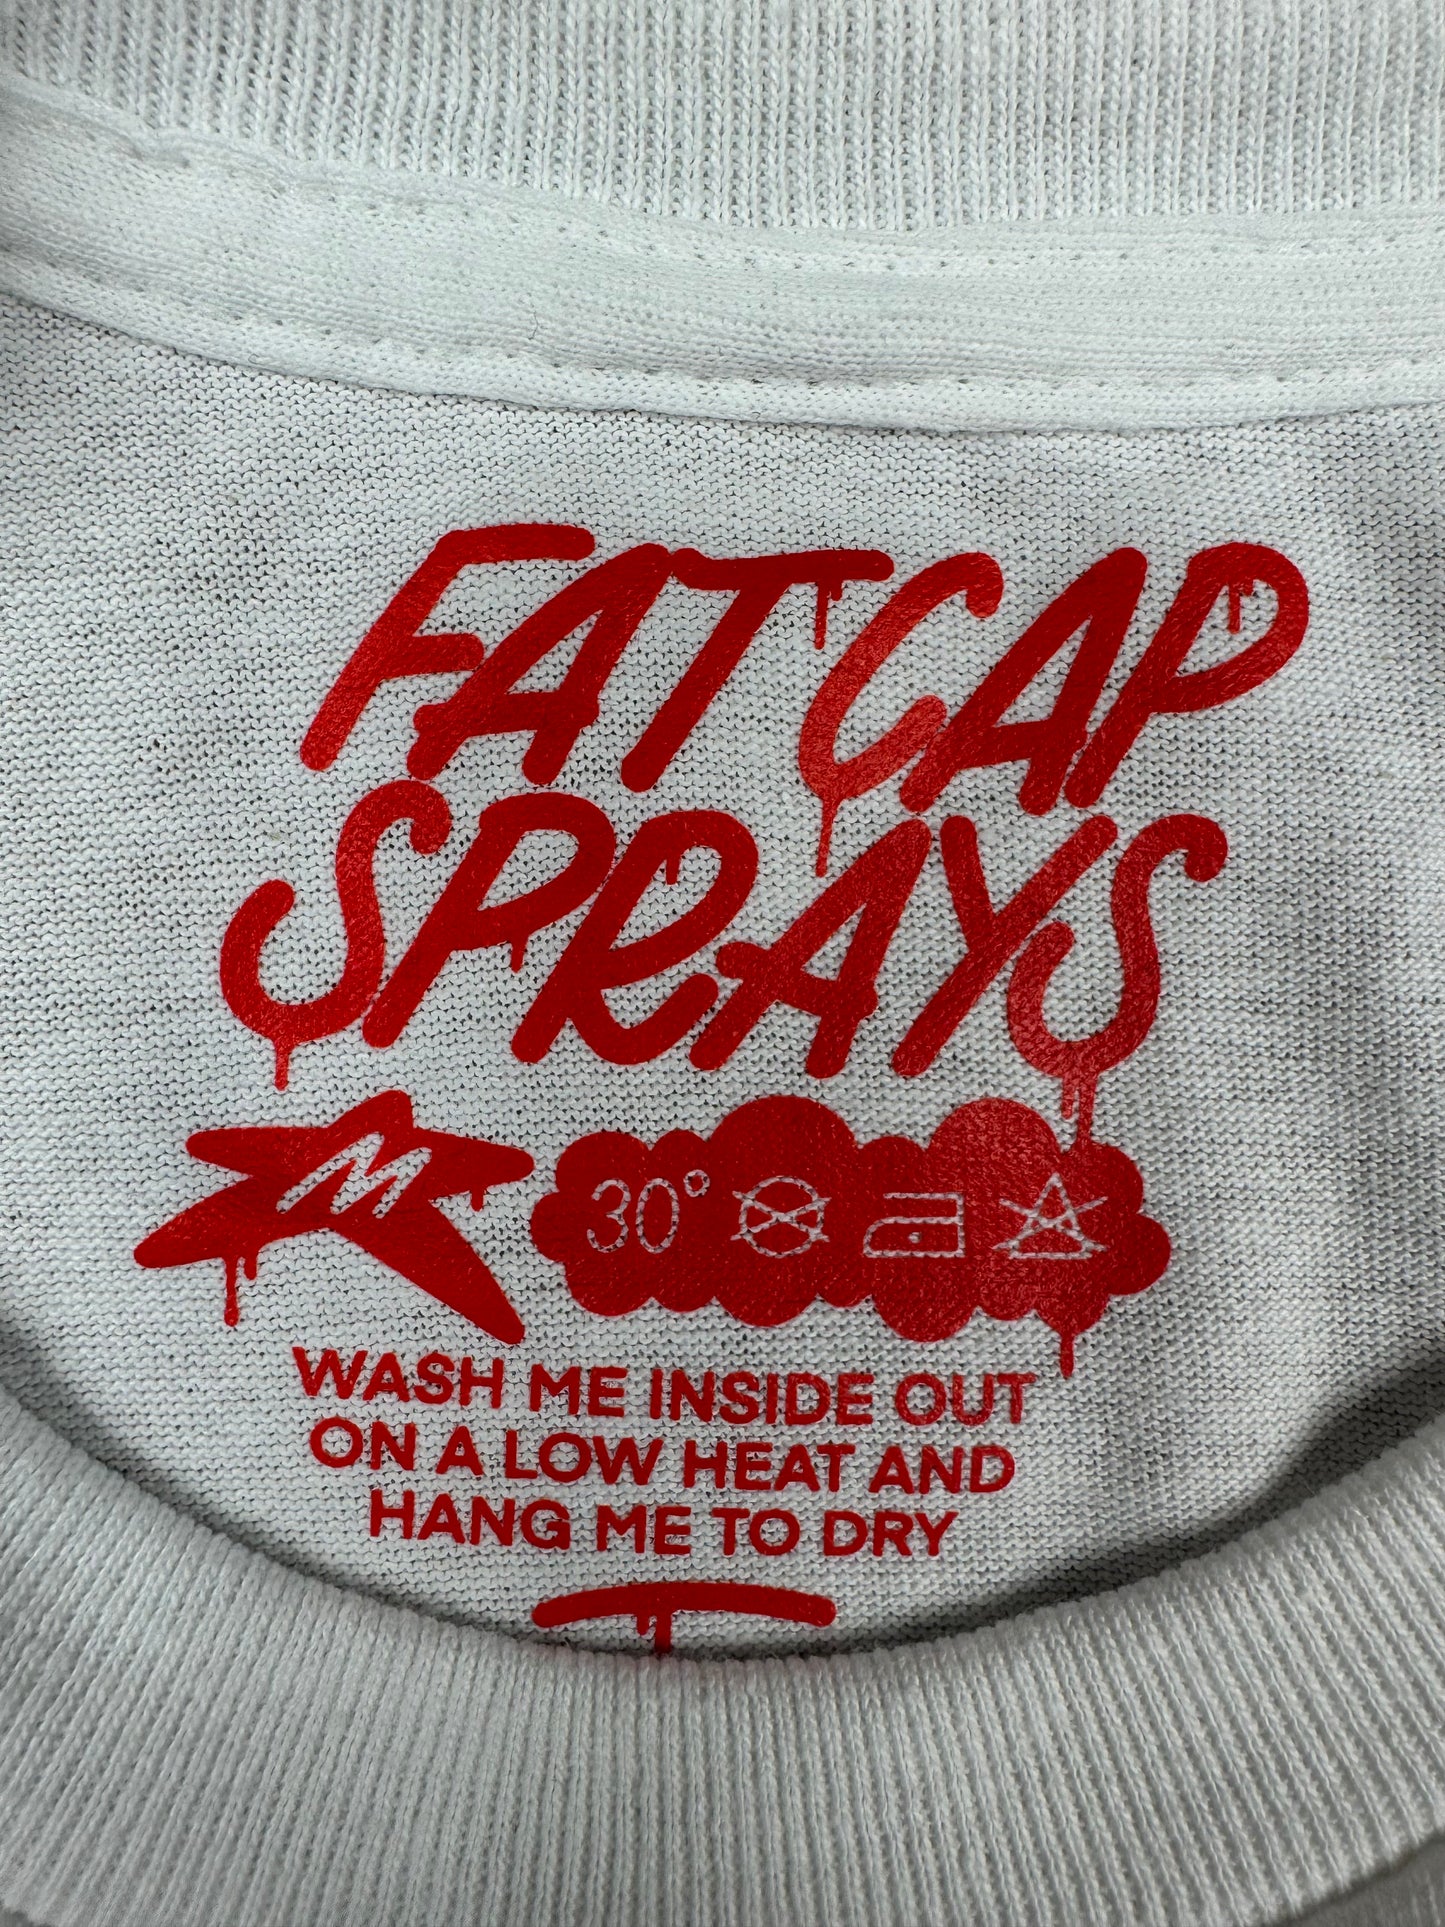 FAT CAP
SPRAYS
M 30°
WASH ME INSIDE OUT
ON A LOW HEAT AND
HANG ME TO DRY